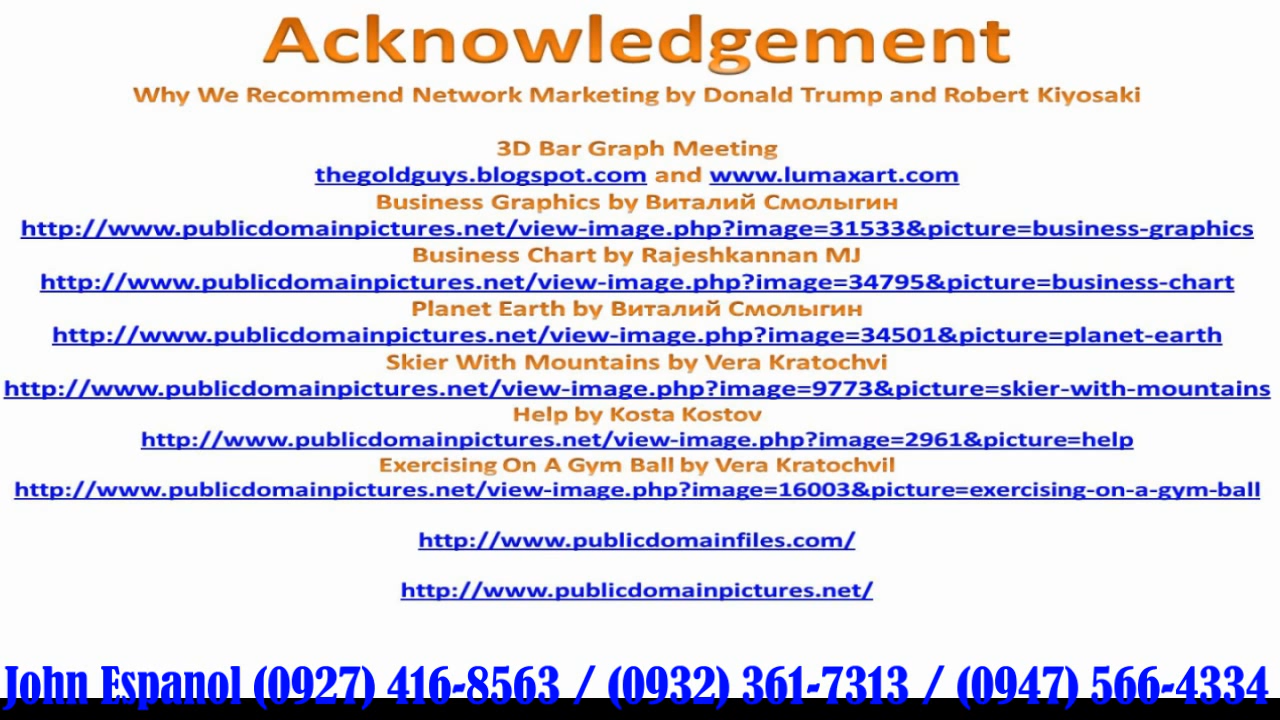 Acknowledgement
Why We Recommend Network Marketing by Donald Trump and Robert Kiyosaki
3D Bar Graph Meeting
thegoldguys.blogspot.com and www.lumaxart.com
Business Graphics by Виталий Смолыгин
http://www.publicdomainpictures.net/view-image.php?image=31533&picture=business-graphics
Business Chart by Rajeshkannan MJ
http://www.publicdomainpictures.net/view-image.php?image=34795&picture=business-chart
Planet Earth by Виталий Смолыгин
http://www.publicdomainpictures.net/view-image.php?image=34501&picture=planet-earth
Skier With Mountains by Vera Kratochvi
http://www.publicdomainpictures.net/view-image.php?image=9773&picture=skier-with-mountains
Help by Kosta Kostov
http://www.publicdomainpictures.net/view-image.php?image=2961&picture=help
Exercising On A Gym Ball by Vera Kratochvil
http://www.publicdomainpictures.net/view-image.php?image=16003&picture=exercising-on-a-gym-ball
http://www.publicdomainfiles.com/
http://www.publicdomainpictures.net/
John Espanol (0927) 416-8563 / (0932) 361-7313 / (0947) 566-4334